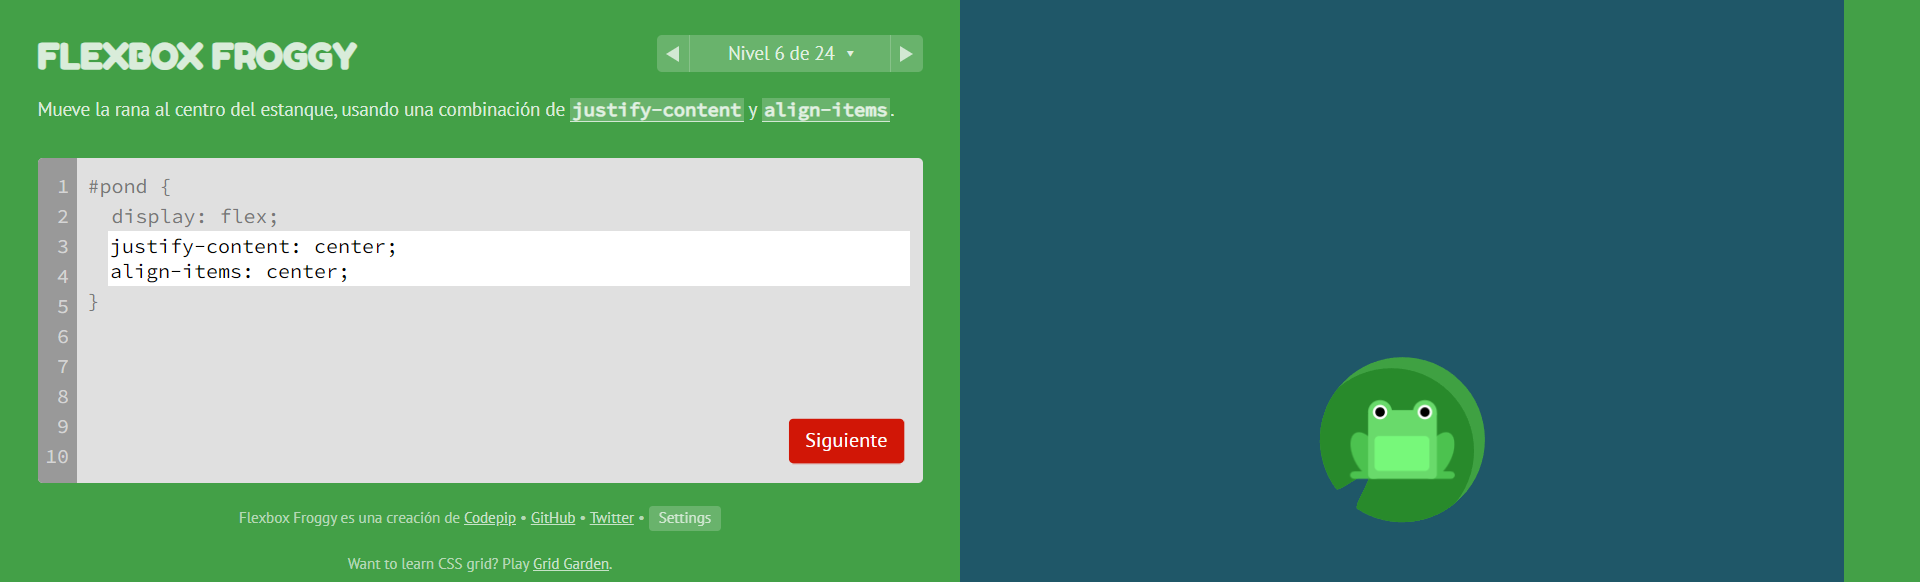 FLEXBOX FROGGY
◀ Nivel 6 de 24 ▼ ▶
Mueve la rana al centro del estanque, usando una combinación de justify-content y align-items.
1 #pond {
2 display: flex;
3 justify-content: center;
4 align-items: center;
5 }
6
7
8
9
10
Siguiente
Flexbox Froggy es una creación de Codepip • GitHub • Twitter • Settings
Want to learn CSS grid? Play Grid Garden.